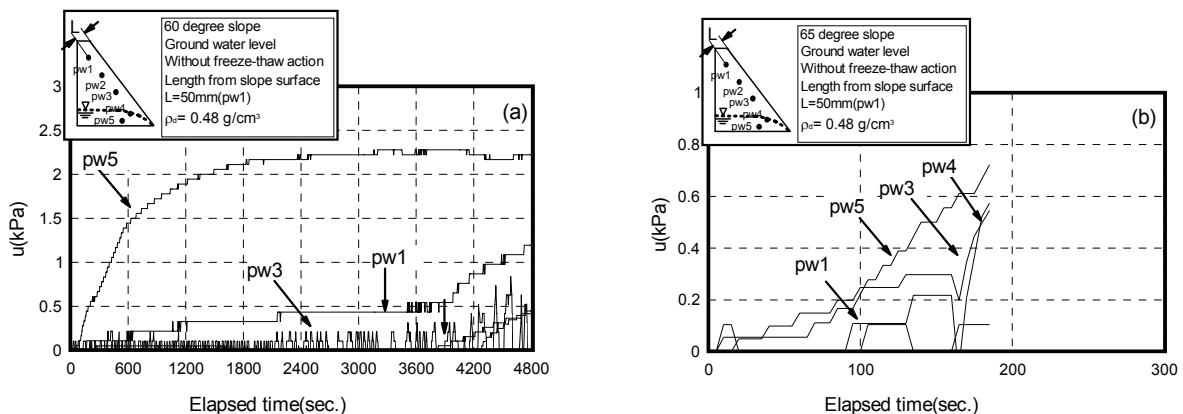 L
pw1
pw2
pw3
pw4
pw5
60 degree slope
Ground water level
Without freeze-thaw action
Length from slope surface
L=50mm(pw1)
ρd= 0.48 g/cm³
(a)
3
2.5
2
1.5
1
0.5
0
u(kPa)
pw5
pw3
pw1
0 600 1200 1800 2400 3000 3600 4200 4800
Elapsed time(sec.)
L
pw1
pw2
pw3
pw4
pw5
65 degree slope
Ground water level
Without freeze-thaw action
Length from slope surface
L=50mm(pw1)
ρd= 0.48 g/cm³
(b)
1
0.8
0.6
0.4
0.2
0
u(kPa)
pw4
pw3
pw5
pw1
0 100 200 300
Elapsed time(sec.)